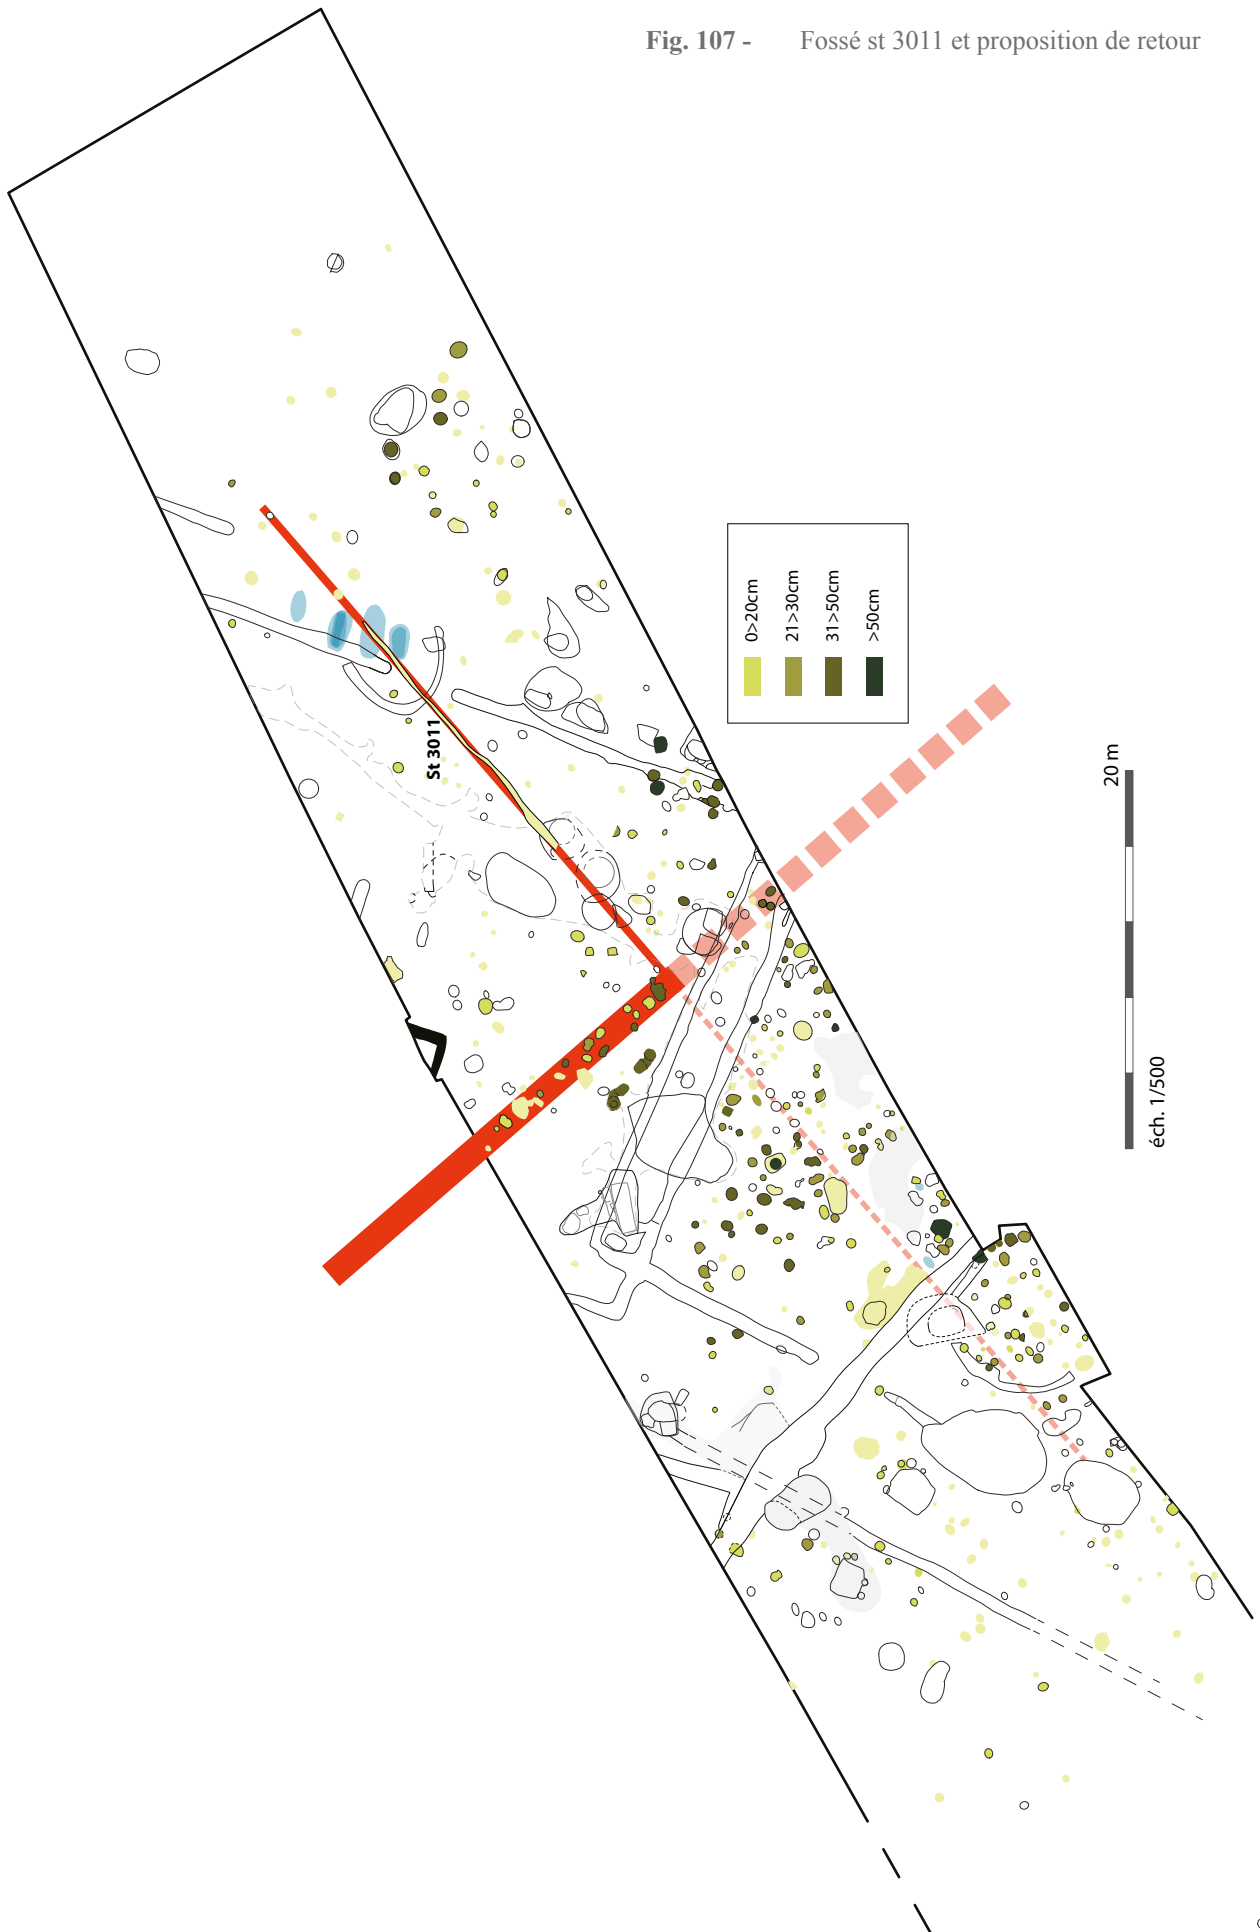 Fig. 107 - Fossé st 3011 et proposition de retour
St 3011
0>20cm
21>30cm
31>50cm
>50cm
20 m
éch. 1/500